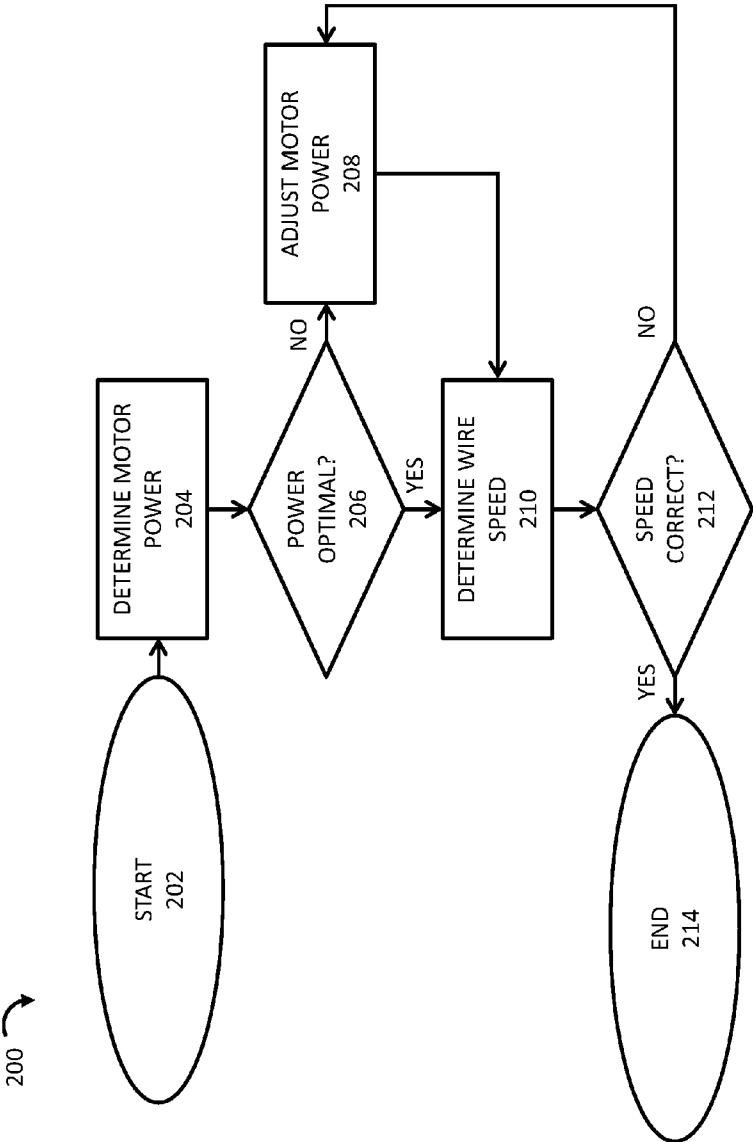 200
START
202
DETERMINE MOTOR
POWER
204
POWER
OPTIMAL?
206
NO
ADJUST MOTOR
POWER
208
YES
DETERMINE WIRE
SPEED
210
SPEED
CORRECT?
212
NO
YES
END
214